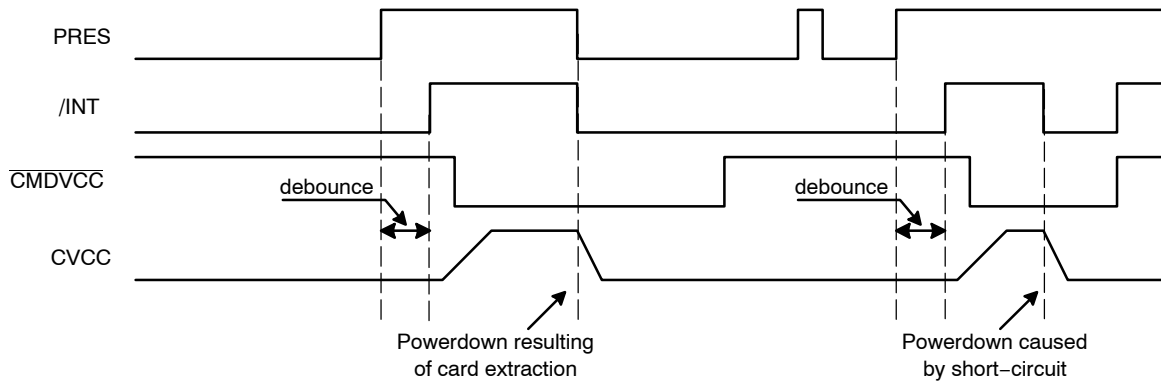 PRES
/INT
CMDVCC
debounce
debounce
CVCC
Powerdown resulting
of card extraction
Powerdown caused
by short−circuit